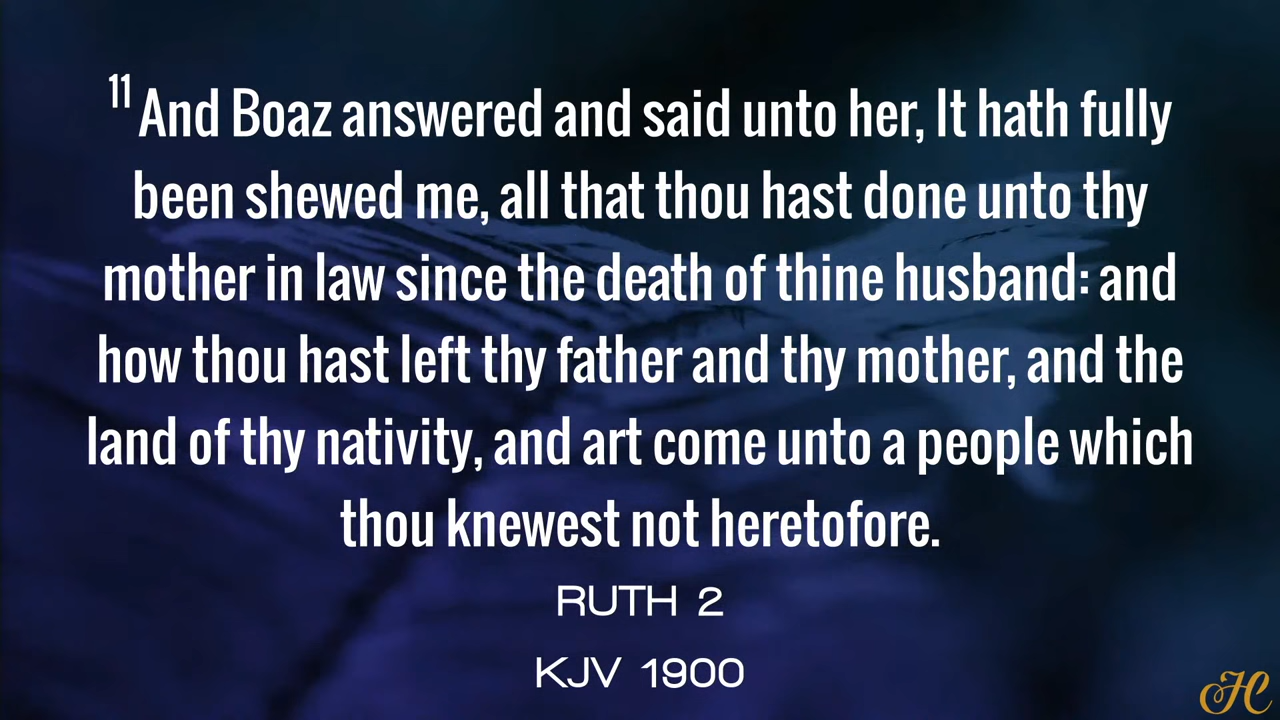 11 And Boaz answered and said unto her, It hath fully
been shewed me, all that thou hast done unto thy
mother in law since the death of thine husband: and
how thou hast left thy father and thy mother, and the
land of thy nativity, and art come unto a people which
thou knewest not heretofore.
RUTH 2
KJV 1900
HC